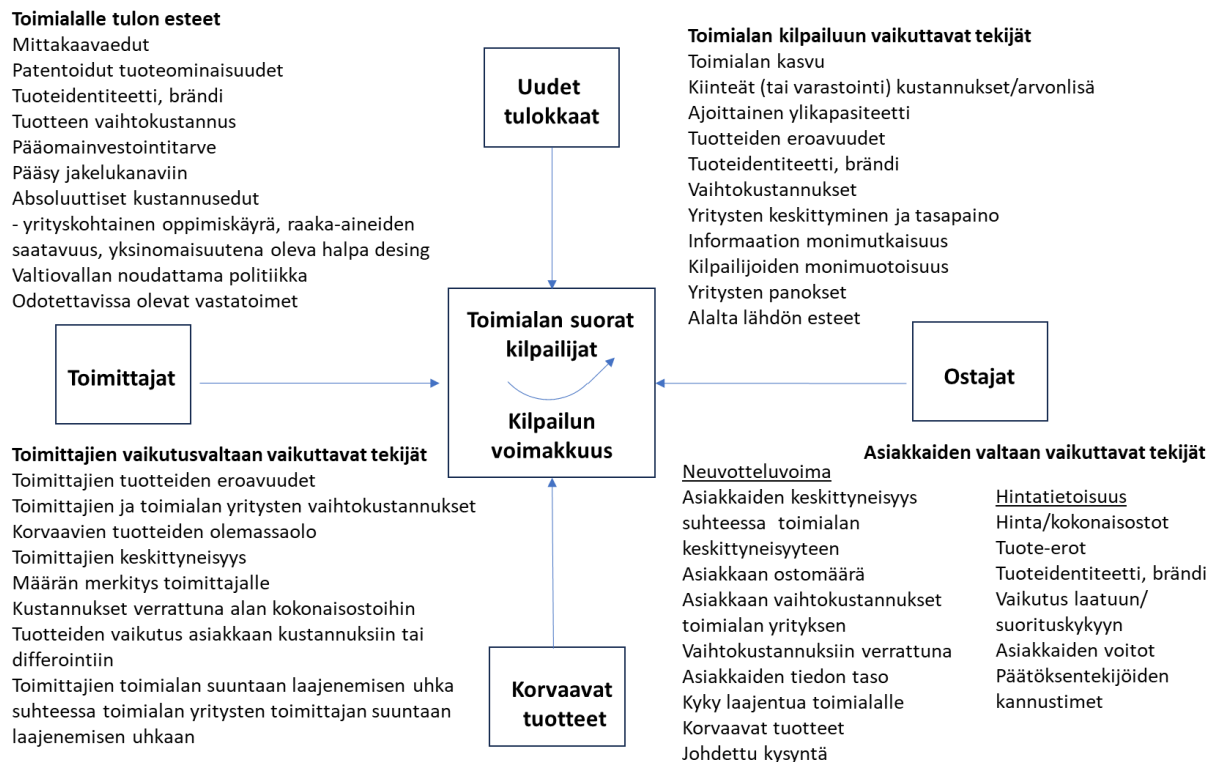 Toimialalle tulon esteet
Mittakaavaedut
Patentoidut tuoteominaisuudet
Tuoteidentiteetti, brändi
Tuotteen vaihtokustannus
Pääomainvestointitarve
Pääsy jakelukanaviin
Absoluuttiset kustannusedut
- yrityskohtainen oppimiskäyrä, raaka-aineiden
saatavuus, yksinomaisuutena oleva halpa desing
Valtiovallan noudattama politiikka
Odotettavissa olevat vastatoimet
Uudet
tulokkaat
Toimialan kilpailuun vaikuttavat tekijät
Toimialan kasvu
Kiinteät (tai varastointi) kustannukset/arvonlisä
Ajoittainen ylikapasiteetti
Tuotteiden eroavuudet
Tuoteidentiteetti, brändi
Vaihtokustannukset
Yritysten keskittyminen ja tasapaino
Informaation monimutkaisuus
Kilpailijoiden monimuotoisuus
Yritysten panokset
Alalta lähdön esteet
Toimittajat
Toimialan suorat
kilpailijat
Kilpailun
voimakkuus
Ostajat
Toimittajien vaikutusvaltaan vaikuttavat tekijät
Toimittajien tuotteiden eroavuudet
Toimittajien ja toimialan yritysten vaihtokustannukset
Korvaavien tuotteiden olemassaolo
Toimittajien keskittyneisyys
Määrän merkitys toimittajalle
Kustannukset verrattuna alan kokonaisostoihin
Tuotteiden vaikutus asiakkaan kustannuksiin tai
differointiin
Toimittajien toimialan suuntaan laajenemisen uhka
suhteessa toimialan yritysten toimittajan suuntaan
laajenemisen uhkaan
Korvaavat
tuotteet
Asiakkaiden valtaan vaikuttavat tekijät
Neuvotteluvoima
Asiakkaiden keskittyneisyys
suhteessa toimialan
keskittyneisyyteen
Asiakkaan ostomäärä
Asiakkaan vaihtokustannukset
toimialan yrityksen
Vaihtokustannuksiin verrattuna
Asiakkaiden tiedon taso
Kyky laajentua toimialalle
Korvaavat tuotteet
Johdettu kysyntä
Hintatietoisuus
Hinta/kokonaisostot
Tuote-erot
Tuoteidentiteetti, brändi
Vaikutus laatuun/
suorituskykyyn
Asiakkaiden voitot
Päätöksentekijöiden
kannustimet